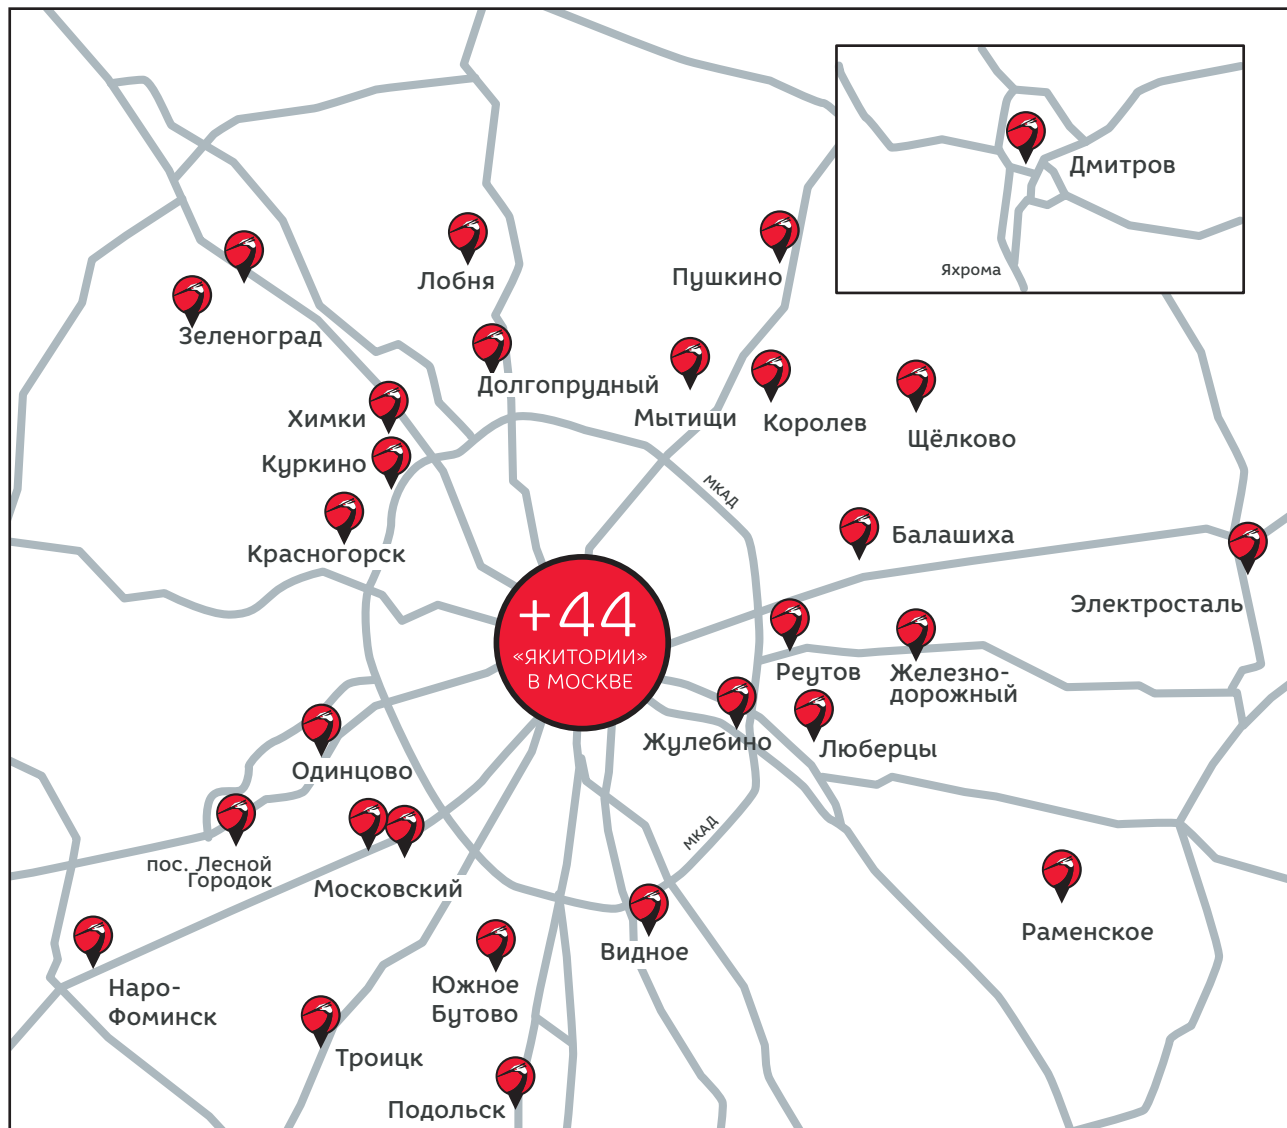 Дмитров
Яхрома
Лобня
Пушкино
Зеленоград
Долгопрудный
Мытищи
Королев
Щёлково
Химки
Куркино
Красногорск
МКАД
Балашиха
Электросталь
+44
«ЯКИТОРИИ»
В МОСКВЕ
Реутов
Железно-
дорожный
Жулебино
Люберцы
Одинцово
МКАД
пос. Лесной
Городок
Московский
Видное
Раменское
Наро-
Фоминск
Южное
Бутово
Троицк
Подольск